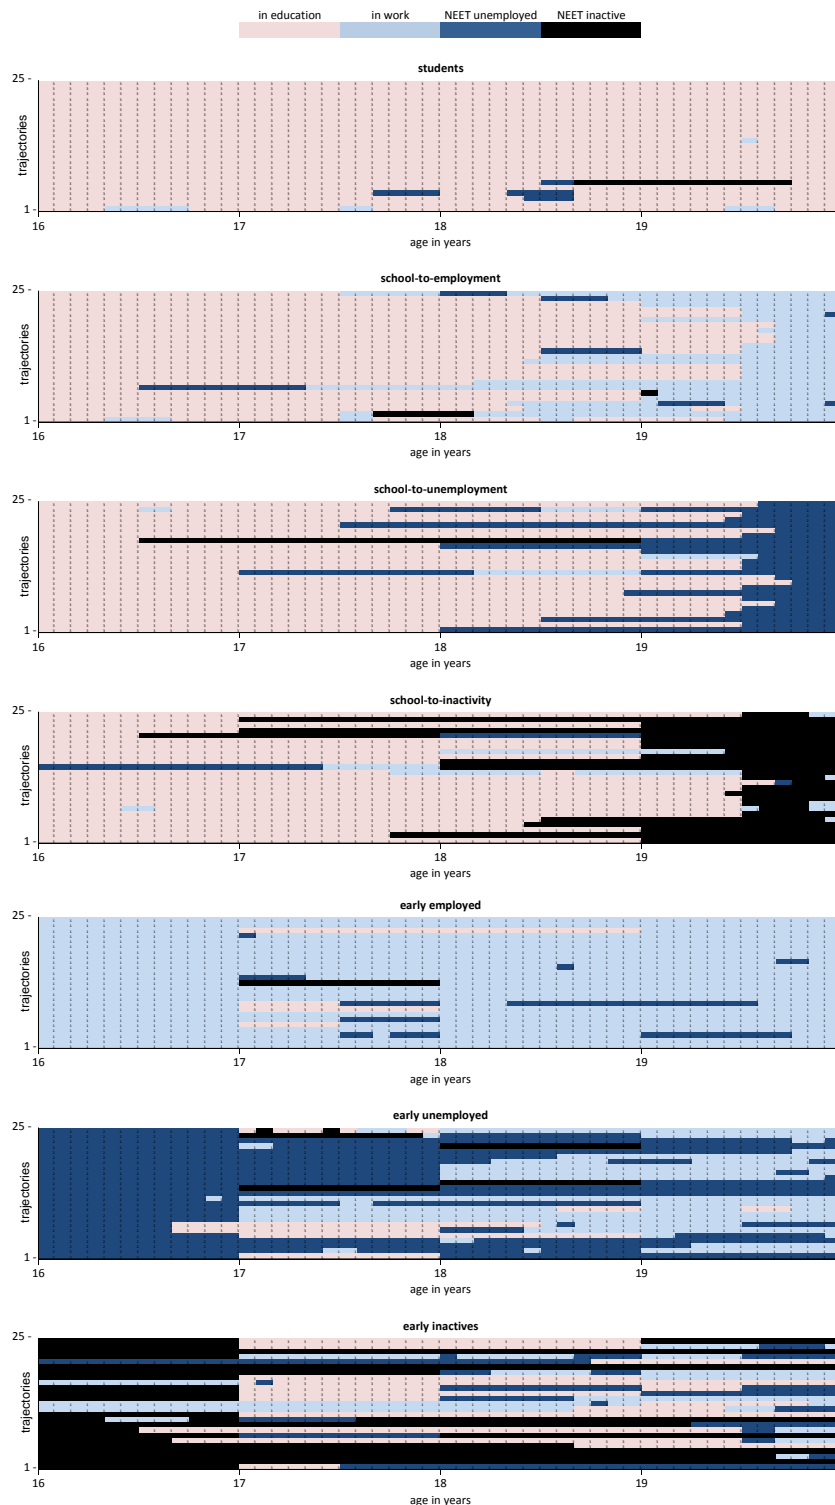 in education in work NEET unemployed NEET inactive
students
25 -
trajectories
1 -
16 17 18 19
age in years
school-to-employment
25 -
trajectories
1 -
16 17 18 19
age in years
school-to-unemployment
25 -
trajectories
1 -
16 17 18 19
age in years
school-to-inactivity
25 -
trajectories
1 -
16 17 18 19
age in years
early employed
25 -
trajectories
1 -
16 17 18 19
age in years
early unemployed
25 -
trajectories
1 -
16 17 18 19
age in years
early inactives
25 -
trajectories
1 -
16 17 18 19
age in years